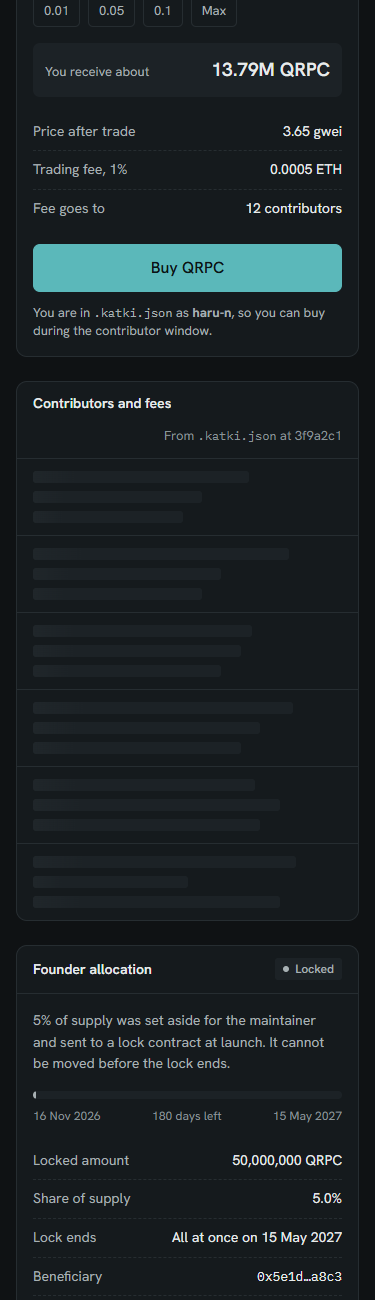 0.01 0.05 0.1 Max
You receive about 13.79M QRPC
Price after trade 3.65 gwei
Trading fee, 1% 0.0005 ETH
Fee goes to 12 contributors
Buy QRPC
You are in .katki.json as haru-n, so you can buy
during the contributor window.
Contributors and fees
From .katki.json at 3f9a2c1
Founder allocation Locked
5% of supply was set aside for the maintainer
and sent to a lock contract at launch. It cannot
be moved before the lock ends.
16 Nov 2026 180 days left 15 May 2027
Locked amount 50,000,000 QRPC
Share of supply 5.0%
Lock ends All at once on 15 May 2027
Beneficiary 0x5e1d…a8c3